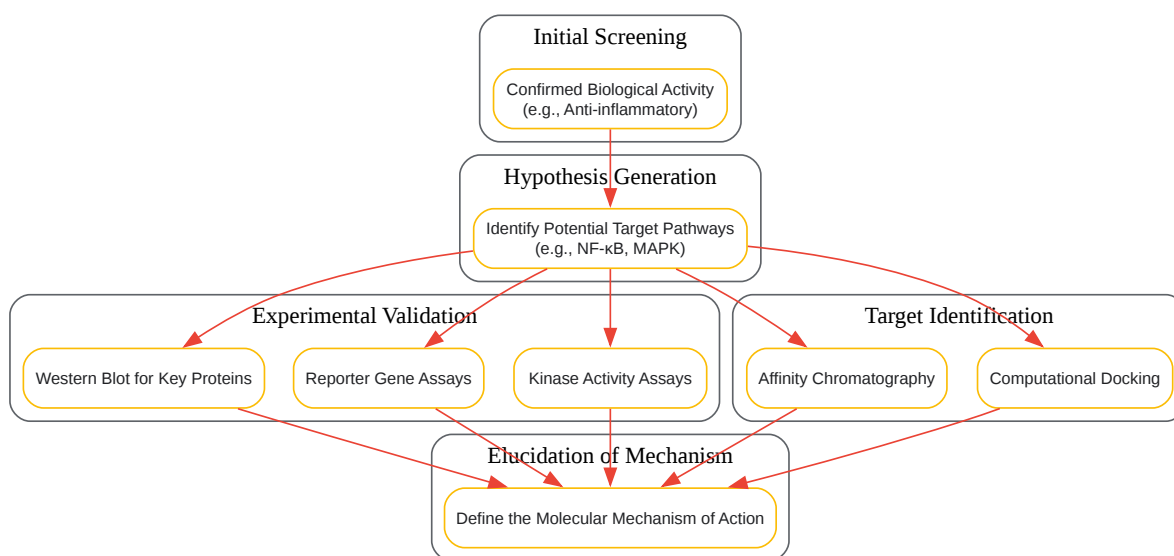 Initial Screening
Confirmed Biological Activity
(e.g., Anti-inflammatory)
Hypothesis Generation
Identify Potential Target Pathways
(e.g., NF-κB, MAPK)
Experimental Validation
Western Blot for Key Proteins
Reporter Gene Assays
Kinase Activity Assays
Target Identification
Affinity Chromatography
Computational Docking
Elucidation of Mechanism
Define the Molecular Mechanism of Action